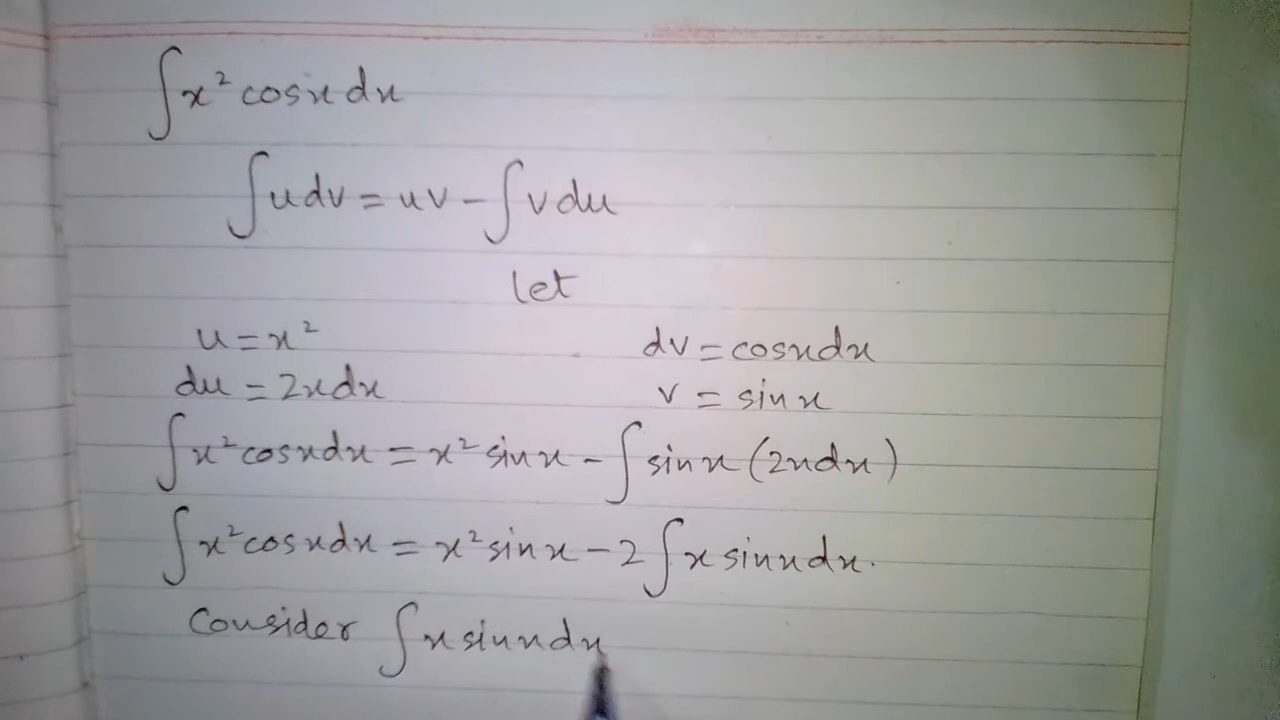 ∫x² cosx dx
∫u dv = uv - ∫v du
let
u = x² dv = cosx dx
du = 2x dx v = sinx
∫x² cosx dx = x² sinx - ∫sinx (2x dx)
∫x² cosx dx = x² sinx - 2∫x sinx dx.
Consider ∫x sinx dx